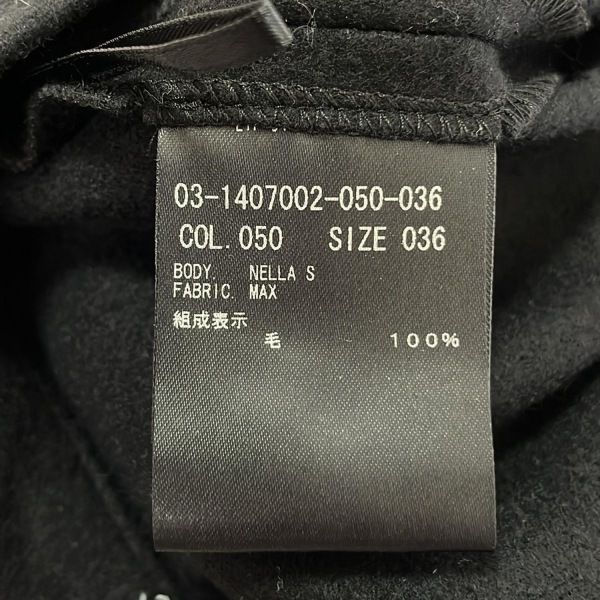 03-1407002-050-036
COL.050 SIZE 036
BODY. NELLA S
FABRIC. MAX
組成表示
毛 100%